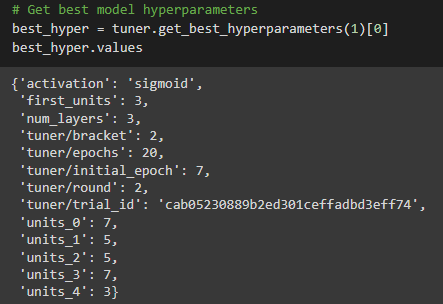 # Get best model hyperparameters
best_hyper = tuner.get_best_hyperparameters(1)[0]
best_hyper.values
{'activation': 'sigmoid',
 'first_units': 3,
 'num_layers': 3,
 'tuner/bracket': 2,
 'tuner/epochs': 20,
 'tuner/initial_epoch': 7,
 'tuner/round': 2,
 'tuner/trial_id': 'cab05230889b2ed301ceffadbd3eff74',
 'units_0': 7,
 'units_1': 5,
 'units_2': 5,
 'units_3': 7,
 'units_4': 3}